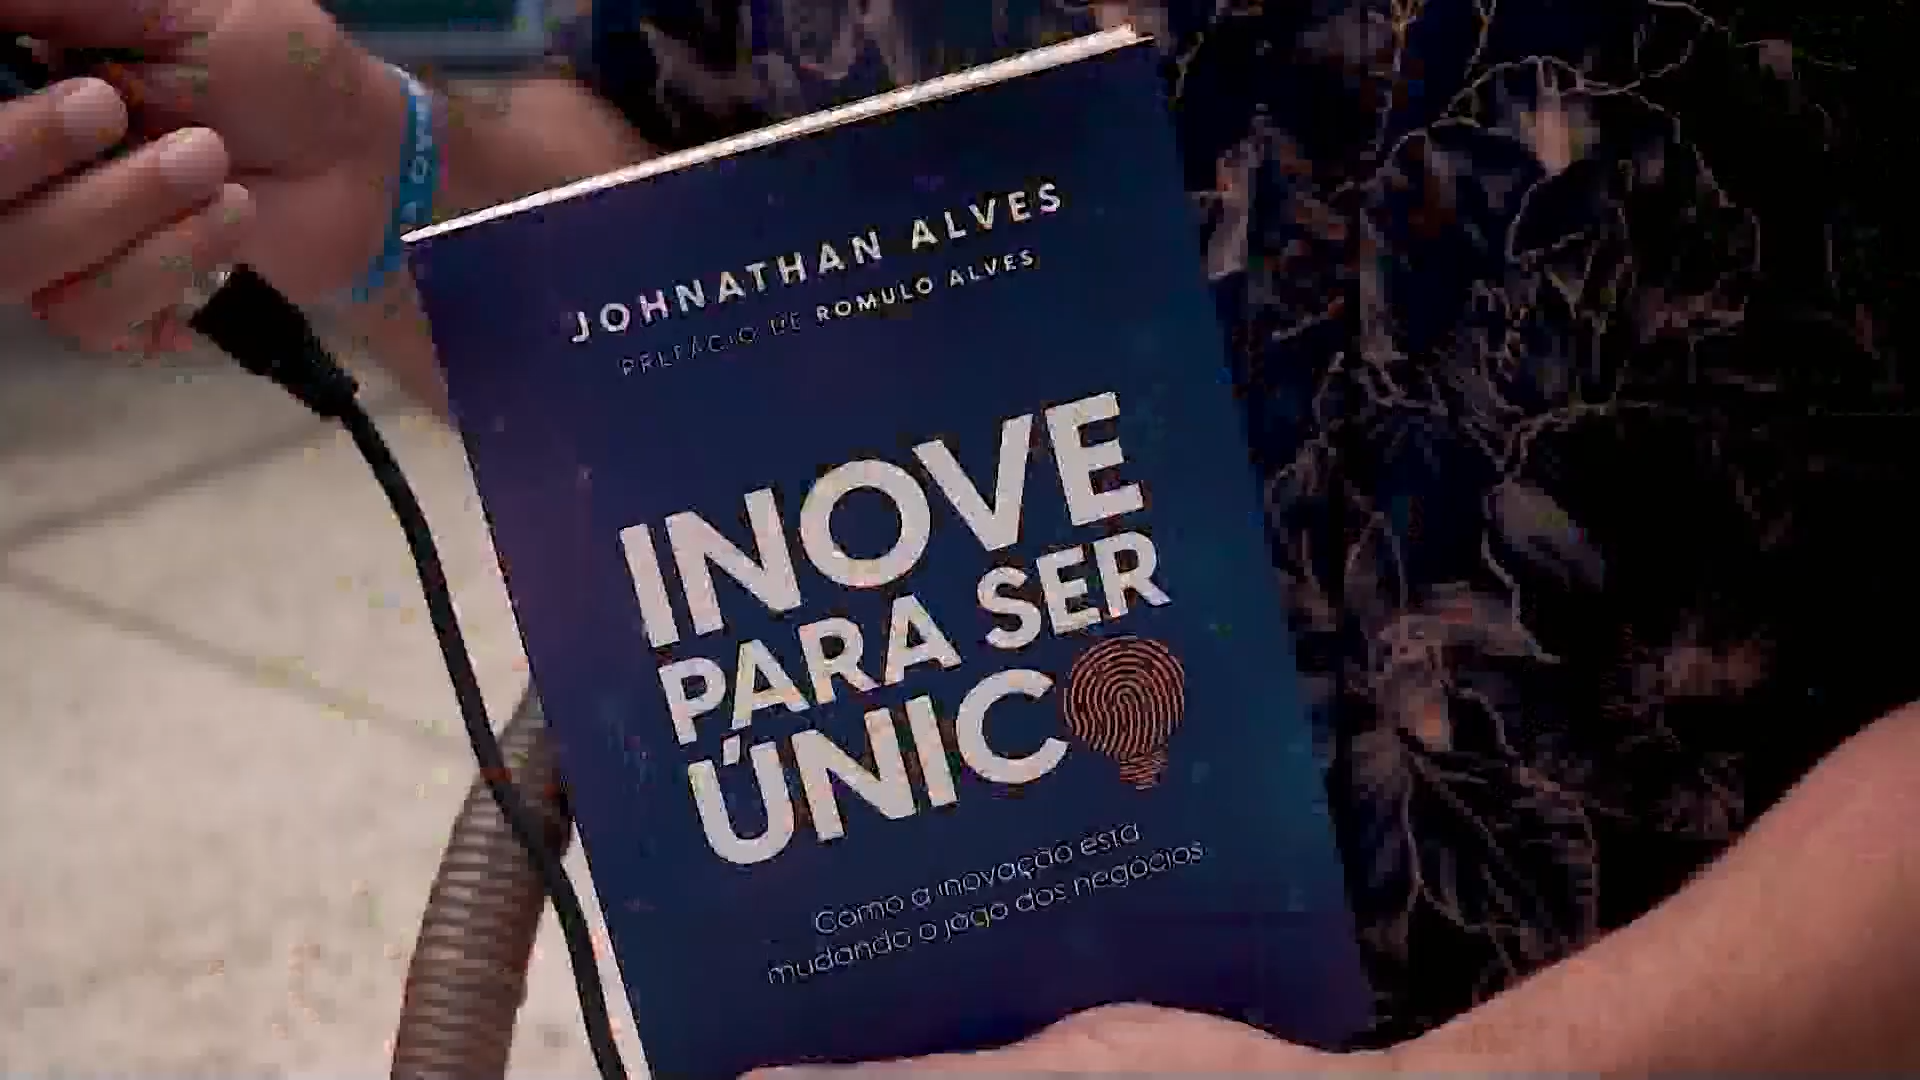 JOHNATHAN ALVES
PREFÁCIO DE ROMULO ALVES
INOVE
PARA SER
ÚNICO
Como a inovação está
mudando o jogo dos negócios